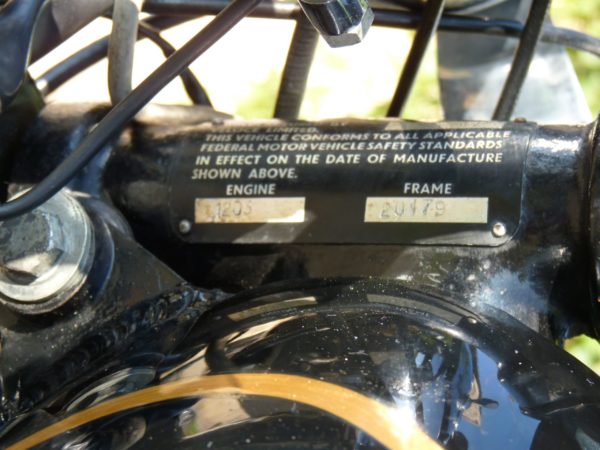 LIMITED.
THIS VEHICLE CONFORMS TO ALL APPLICABLE
FEDERAL MOTOR VEHICLE SAFETY STANDARDS
IN EFFECT ON THE DATE OF MANUFACTURE
SHOWN ABOVE.
ENGINE FRAME